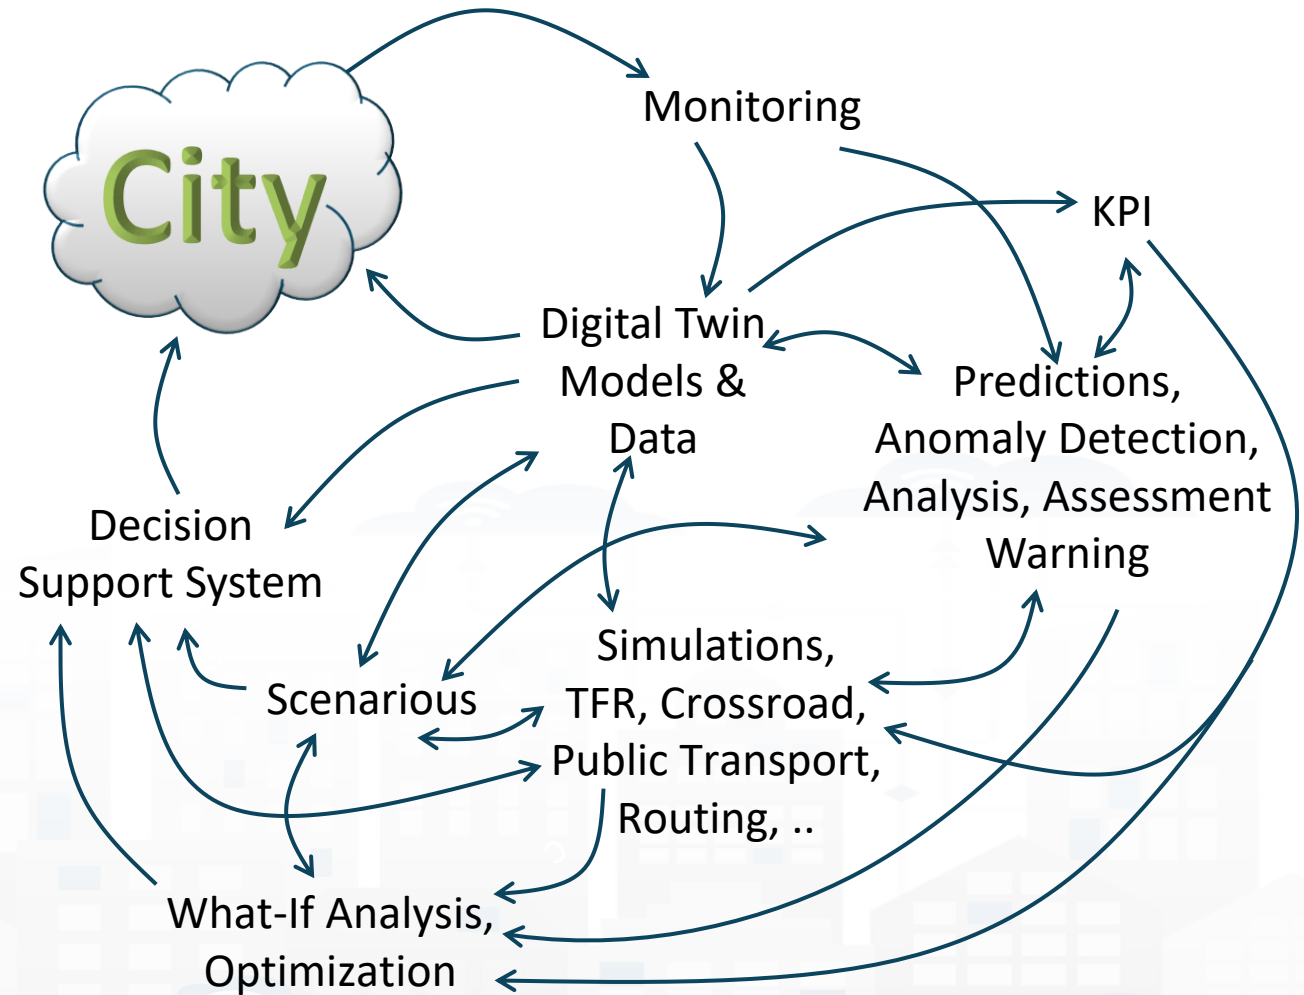 City
Monitoring
KPI
Digital Twin
Models &
Data
Predictions,
Anomaly Detection,
Analysis, Assessment
Warning
Decision
Support System
Scenarious
Simulations,
TFR, Crossroad,
Public Transport,
Routing, ..
What-If Analysis,
Optimization